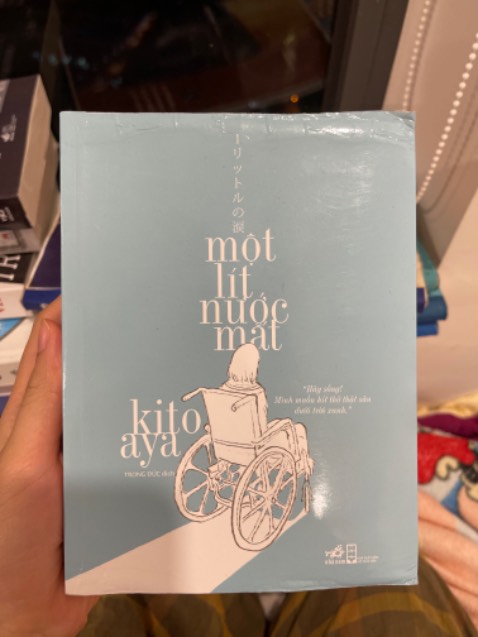 1リットルの涙
một
lít
nước
mắt
"Hãy sống!
Mình muốn hít thở thật sâu
dưới trời xanh."
kito
aya